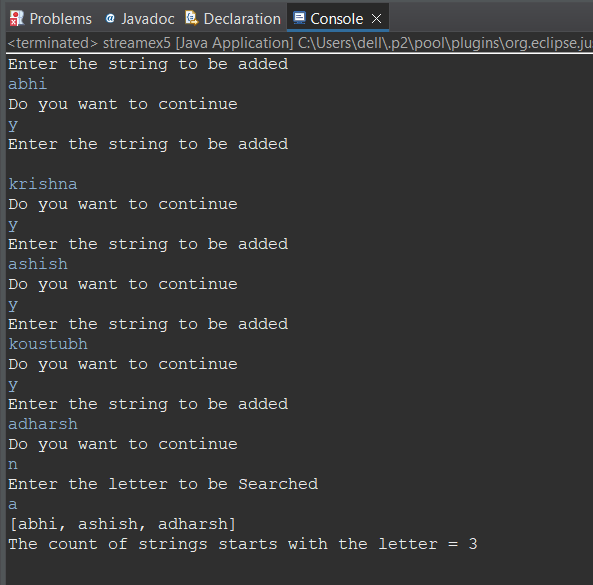 Problems @ Javadoc Declaration Console
<terminated> streamex5 [Java Application] C:\Users\dell\.p2\pool\plugins\org.eclipse.ju
Enter the string to be added
abhi
Do you want to continue
y
Enter the string to be added
krishna
Do you want to continue
y
Enter the string to be added
ashish
Do you want to continue
y
Enter the string to be added
koustubh
Do you want to continue
y
Enter the string to be added
adharsh
Do you want to continue
n
Enter the letter to be Searched
a
[abhi, ashish, adharsh]
The count of strings starts with the letter = 3